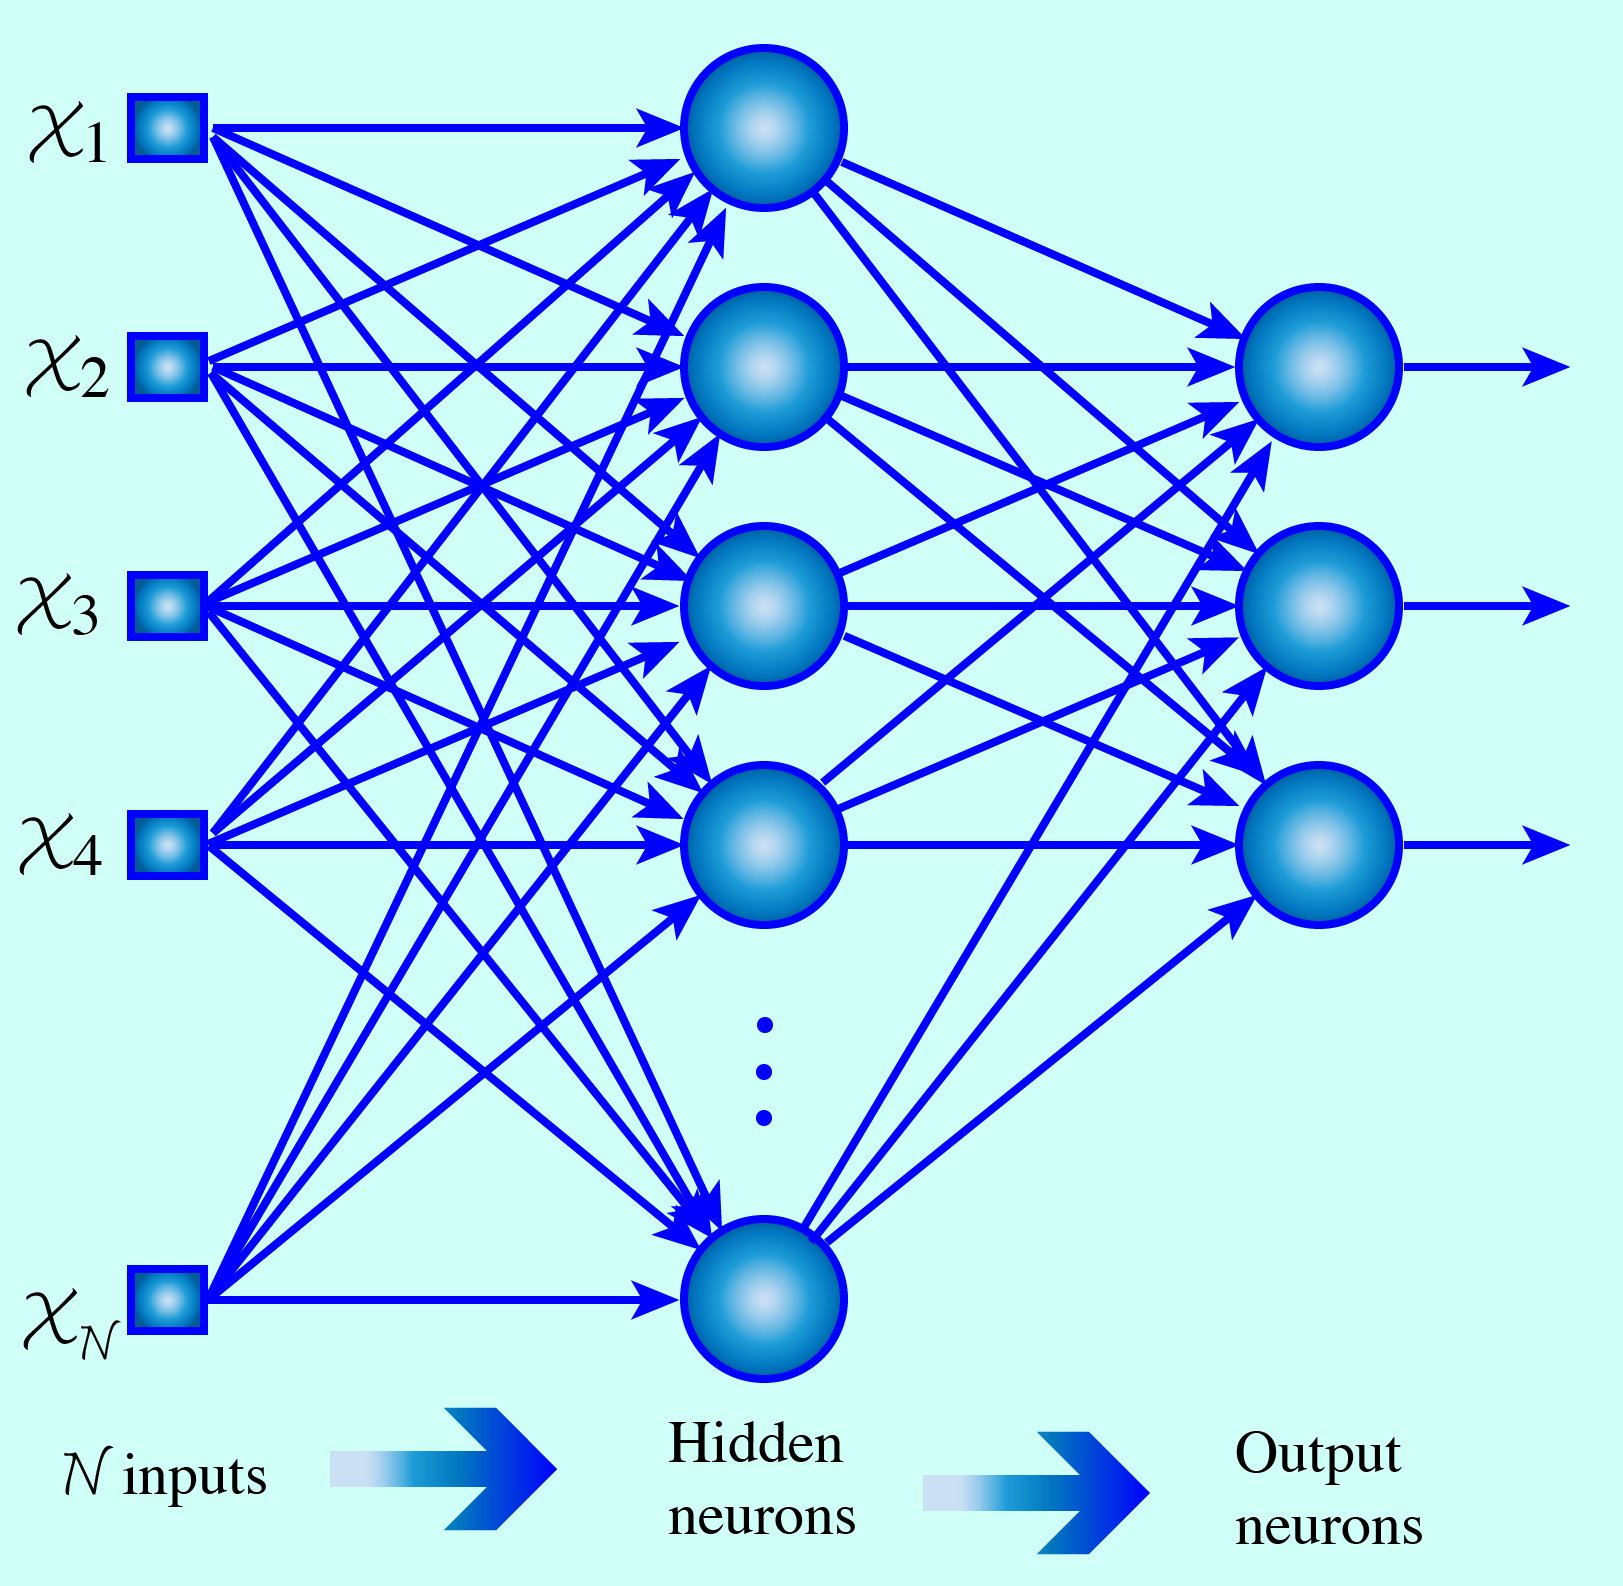 χ1
χ2
χ3
χ4
χN
N inputs
Hidden
neurons
Output
neurons